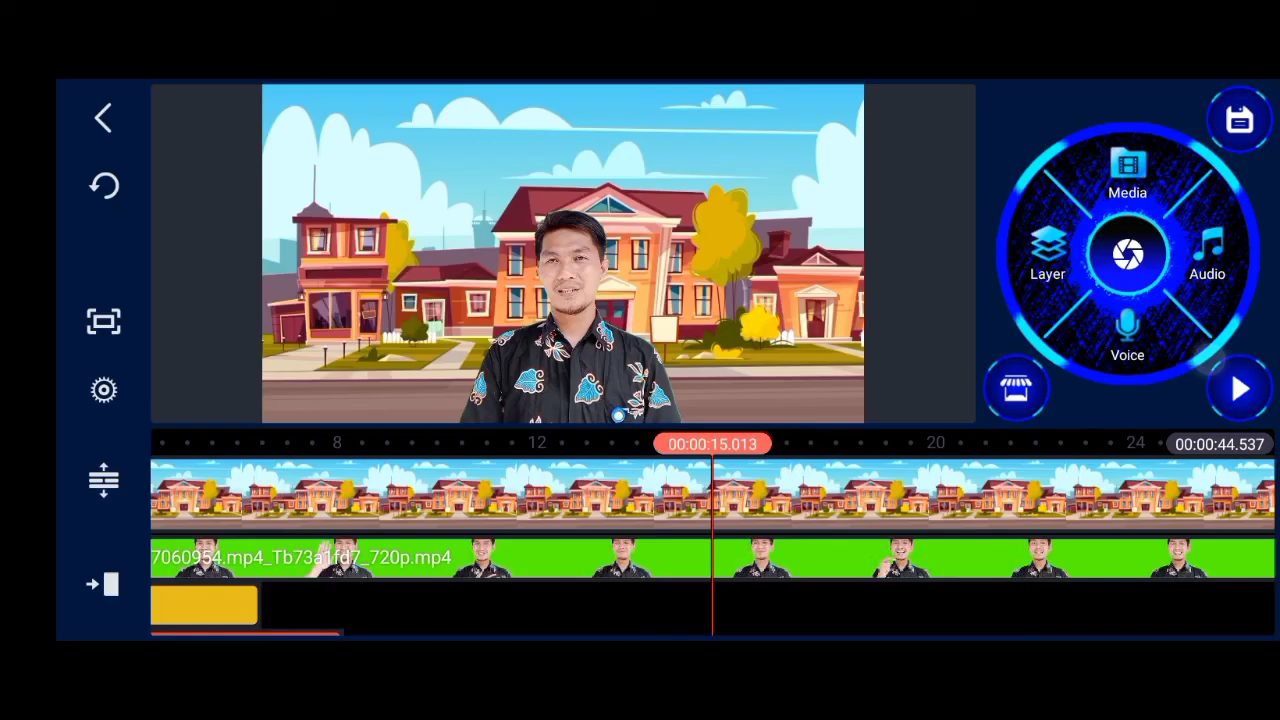 Media
Layer
Audio
Voice
8
12
00:00:15.013
20
24
00:00:44.537
7060954.mp4_Tb73a1fd7_720p.mp4